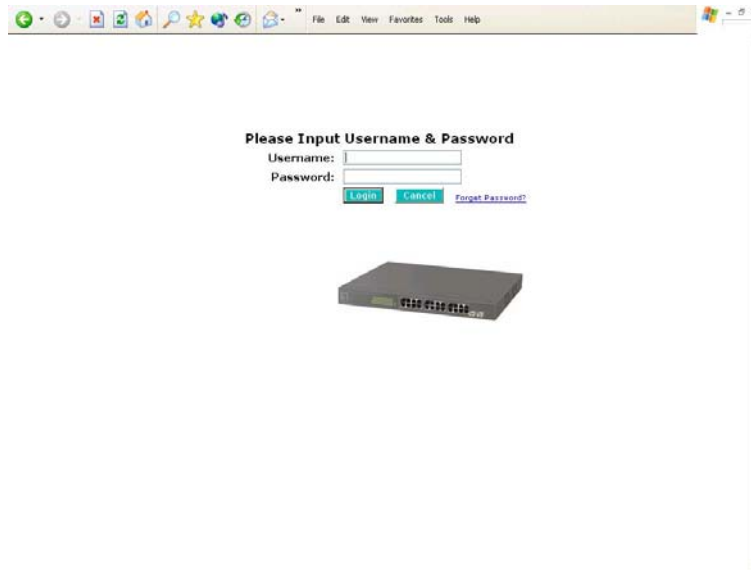 File Edit View Favorites Tools Help
Please Input Username & Password
Username:
Password:
Login Cancel Forget Password?